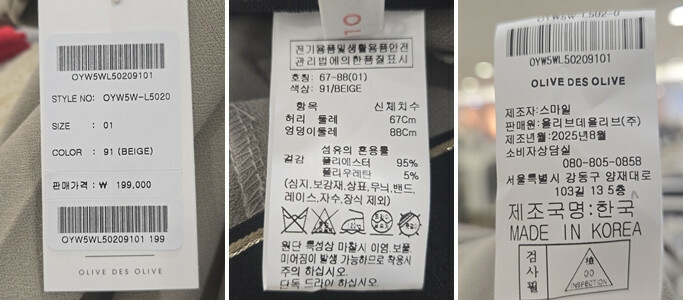 OYW5WL50209101
STYLE NO: OYW5W-L5020
SIZE : 01
COLOR : 91 (BEIGE)
판매가격 : ₩ 199,000
OYW5WL50209101 199
OLIVE DES OLIVE
10
전기용품및생활용품안전
관리법에의한품질표시
호칭: 67-88(01)
색상: 91/BEIGE
항목 신체치수
허리 둘레 67Cm
엉덩이둘레 88Cm
섬유의 혼용률
겉감 폴리에스터 95%
폴리우레탄 5%
(심지,보강재,상표,무늬,밴드,
레이스,자수,장식 제외)
원단 특성상 마찰시 이염,보풀,
미어짐이 발생 가능하므로 착용시
주의 하십시오.
단독 드라이 하십시오.
OYW5W-L502-0
OYW5WL50209101
OLIVE DES OLIVE
제조자:스마일
판매원:올리브데올리브(주)
제조년월:2025년8월
소비자상담실
080-805-0858
서울특별시 강동구 양재대로
103길 13 5층
제조국명:한국
MADE IN KOREA
검사필
INSPECTION